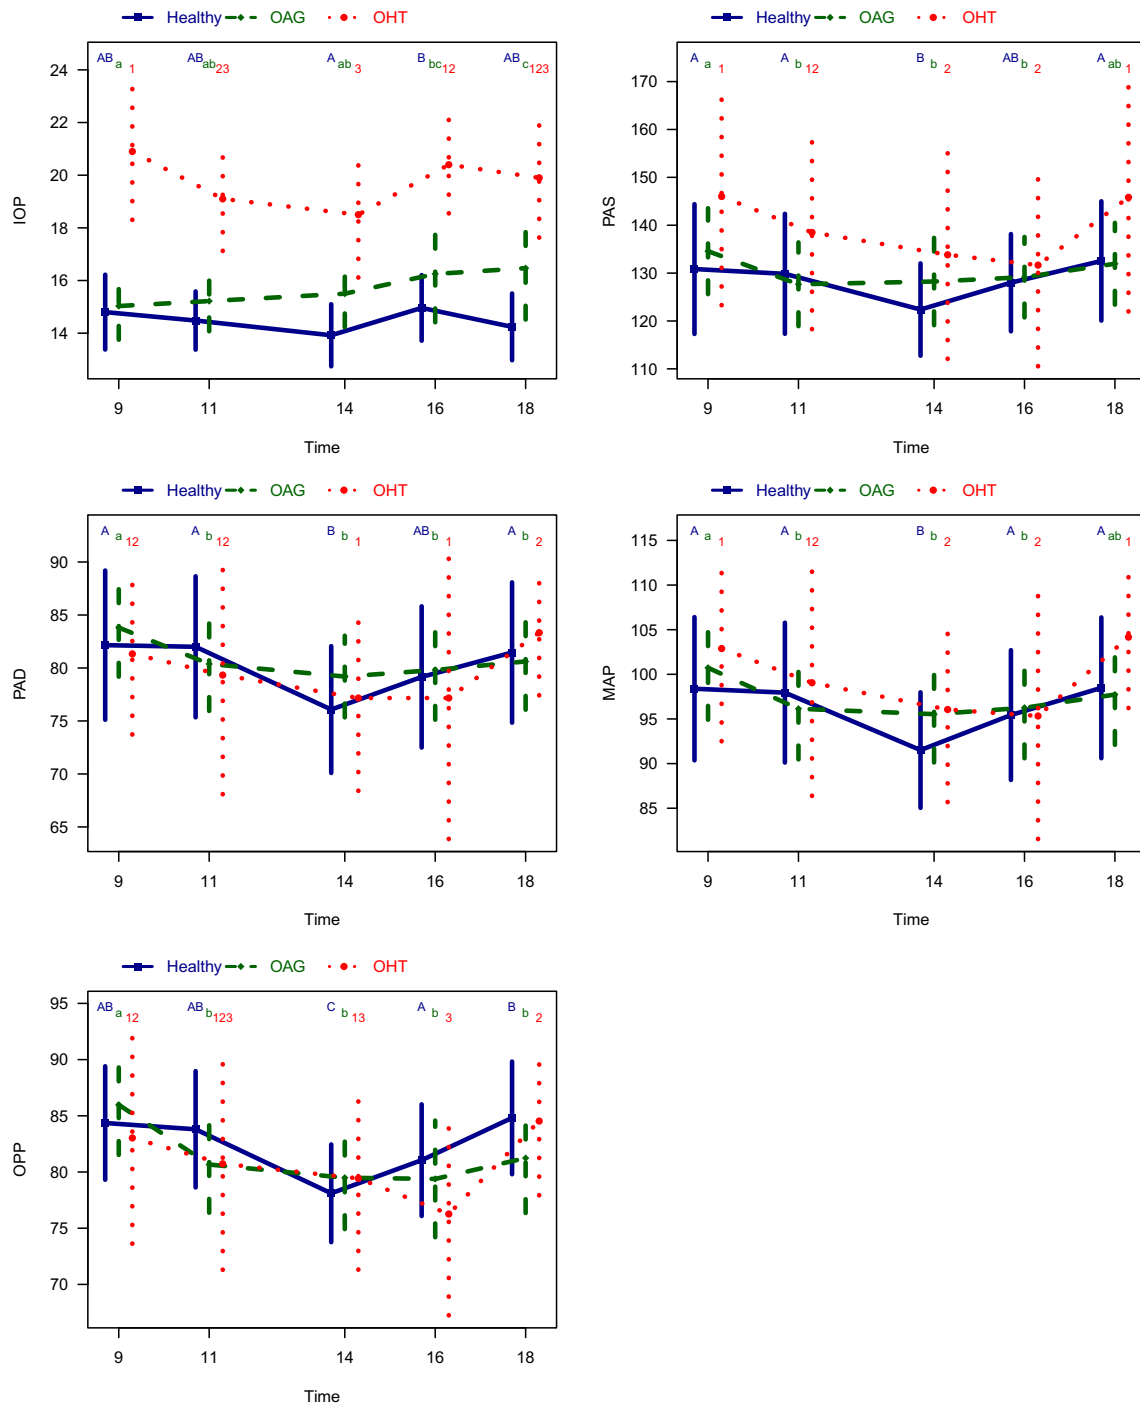 Healthy OAG OHT
IOP
24
22
20
18
16
14
AB a 1 AB ab 23 A ab 3 B bc 12 AB c 123
9 11 14 16 18
Time
Healthy OAG OHT
PAS
170
160
150
140
130
120
110
A a 1 A b 12 B b 2 AB b 2 A ab 1
9 11 14 16 18
Time
Healthy OAG OHT
PAD
90
85
80
75
70
65
A a 12 A b 12 B b 1 AB b 1 A b 2
9 11 14 16 18
Time
Healthy OAG OHT
MAP
115
110
105
100
95
90
85
A a 1 A b 12 B b 2 A b 2 A ab 1
9 11 14 16 18
Time
Healthy OAG OHT
OPP
95
90
85
80
75
70
AB a 12 AB b 123 C b 13 A b 3 B b 2
9 11 14 16 18
Time